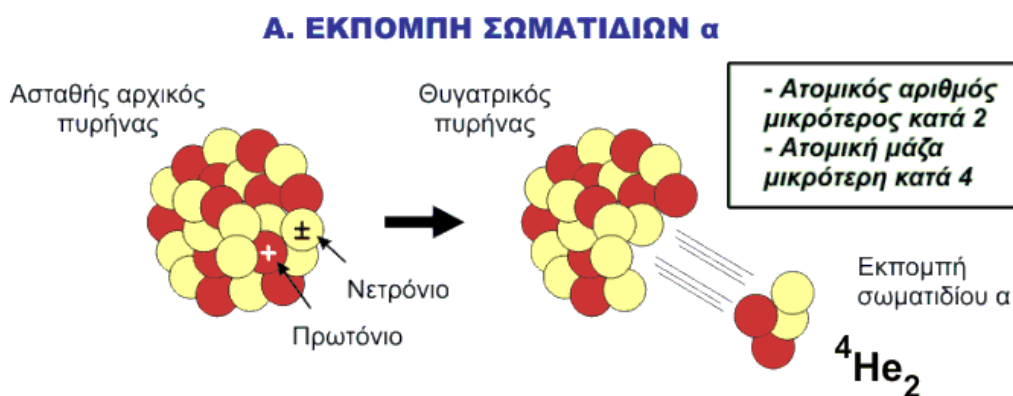 Α. ΕΚΠΟΜΠΗ ΣΩΜΑΤΙΔΙΩΝ α
Ασταθής αρχικός
πυρήνας
Θυγατρικός
πυρήνας
- Ατομικός αριθμός
μικρότερος κατά 2
- Ατομική μάζα
μικρότερη κατά 4
±
+
Νετρόνιο
Πρωτόνιο
Εκπομπή
σωματιδίου α
⁴He₂